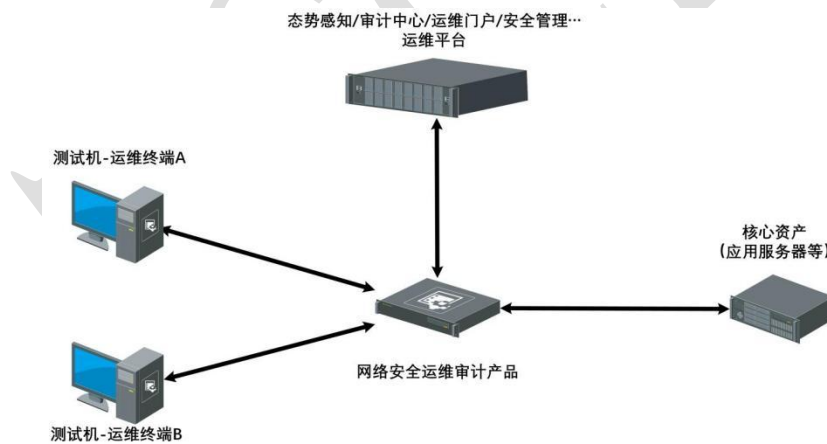 态势感知/审计中心/运维门户/安全管理…
运维平台
测试机-运维终端A
核心资产
(应用服务器等)
网络安全运维审计产品
测试机-运维终端B